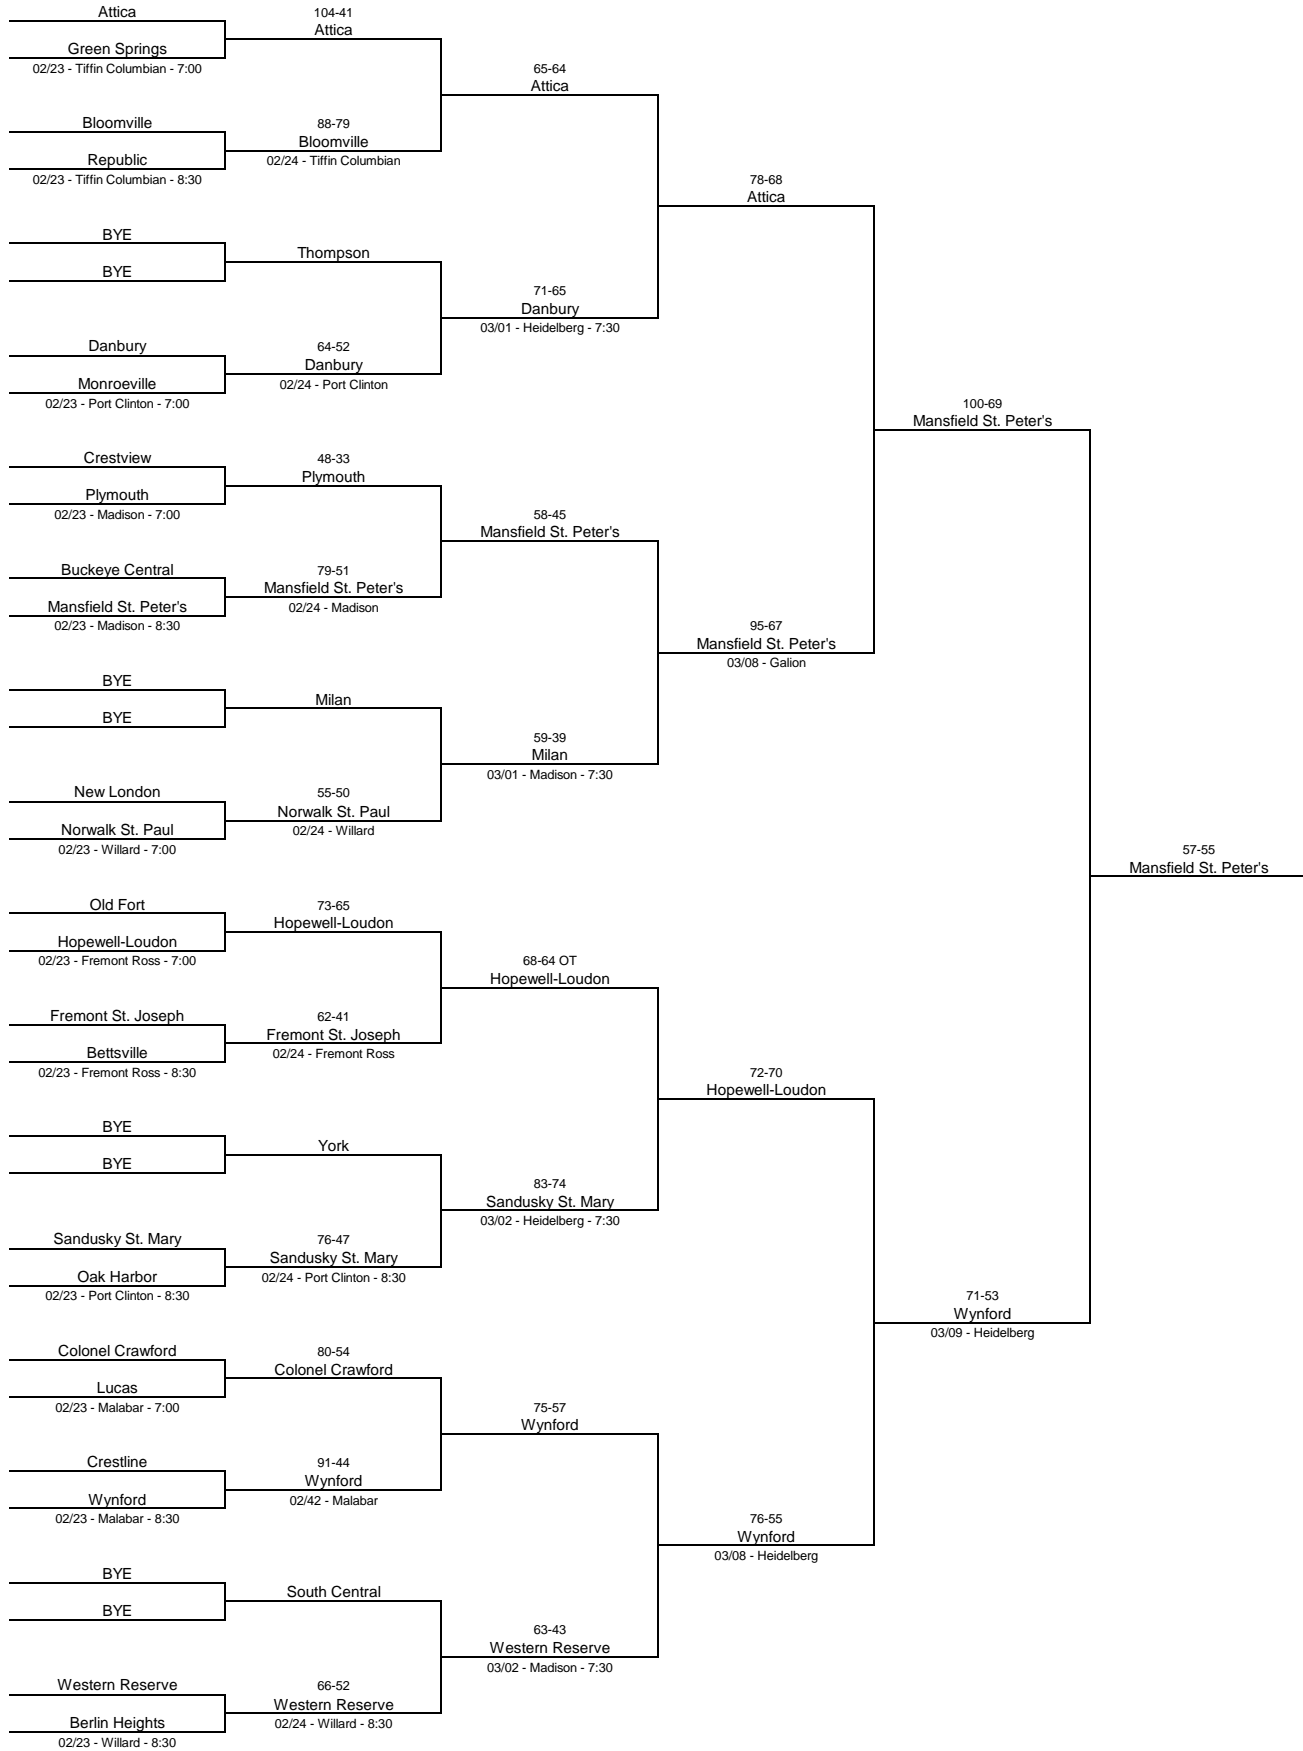 Attica
104-41
Attica
Green Springs
02/23 - Tiffin Columbian - 7:00
65-64
Attica
Bloomville
88-79
Bloomville
Republic
02/24 - Tiffin Columbian
02/23 - Tiffin Columbian - 8:30
78-68
Attica
BYE
Thompson
BYE
71-65
Danbury
03/01 - Heidelberg - 7:30
Danbury
64-52
Danbury
Monroeville
02/24 - Port Clinton
02/23 - Port Clinton - 7:00
100-69
Mansfield St. Peter's
Crestview
48-33
Plymouth
Plymouth
02/23 - Madison - 7:00
58-45
Mansfield St. Peter's
Buckeye Central
79-51
Mansfield St. Peter's
Mansfield St. Peter's
02/24 - Madison
02/23 - Madison - 8:30
95-67
Mansfield St. Peter's
03/08 - Galion
BYE
Milan
BYE
59-39
Milan
03/01 - Madison - 7:30
New London
55-50
Norwalk St. Paul
Norwalk St. Paul
02/24 - Willard
02/23 - Willard - 7:00
57-55
Mansfield St. Peter's
Old Fort
73-65
Hopewell-Loudon
Hopewell-Loudon
02/23 - Fremont Ross - 7:00
68-64 OT
Hopewell-Loudon
Fremont St. Joseph
62-41
Fremont St. Joseph
Bettsville
02/24 - Fremont Ross
02/23 - Fremont Ross - 8:30
72-70
Hopewell-Loudon
BYE
York
BYE
83-74
Sandusky St. Mary
03/02 - Heidelberg - 7:30
Sandusky St. Mary
76-47
Sandusky St. Mary
Oak Harbor
02/24 - Port Clinton - 8:30
02/23 - Port Clinton - 8:30
71-53
Wynford
03/09 - Heidelberg
Colonel Crawford
80-54
Colonel Crawford
Lucas
02/23 - Malabar - 7:00
75-57
Wynford
Crestline
91-44
Wynford
Wynford
02/42 - Malabar
02/23 - Malabar - 8:30
76-55
Wynford
03/08 - Heidelberg
BYE
South Central
BYE
63-43
Western Reserve
03/02 - Madison - 7:30
Western Reserve
66-52
Western Reserve
Berlin Heights
02/24 - Willard - 8:30
02/23 - Willard - 8:30